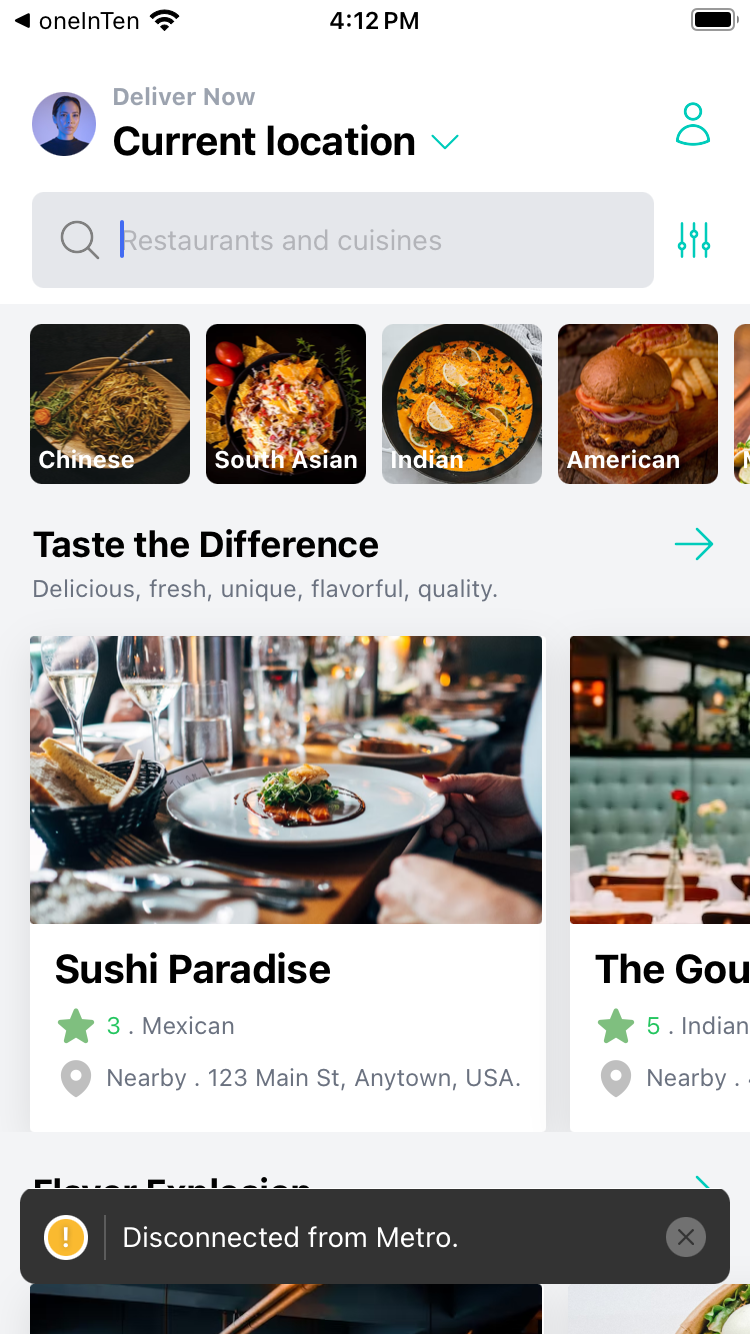 oneInTen
4:12 PM
Deliver Now
Current location
Restaurants and cuisines
Chinese
South Asian
Indian
American
Taste the Difference
Delicious, fresh, unique, flavorful, quality.
Sushi Paradise
3 . Mexican
Nearby . 123 Main St, Anytown, USA.
The Gou
5 . Indian
Nearby .
Flavor Explosion
Disconnected from Metro.